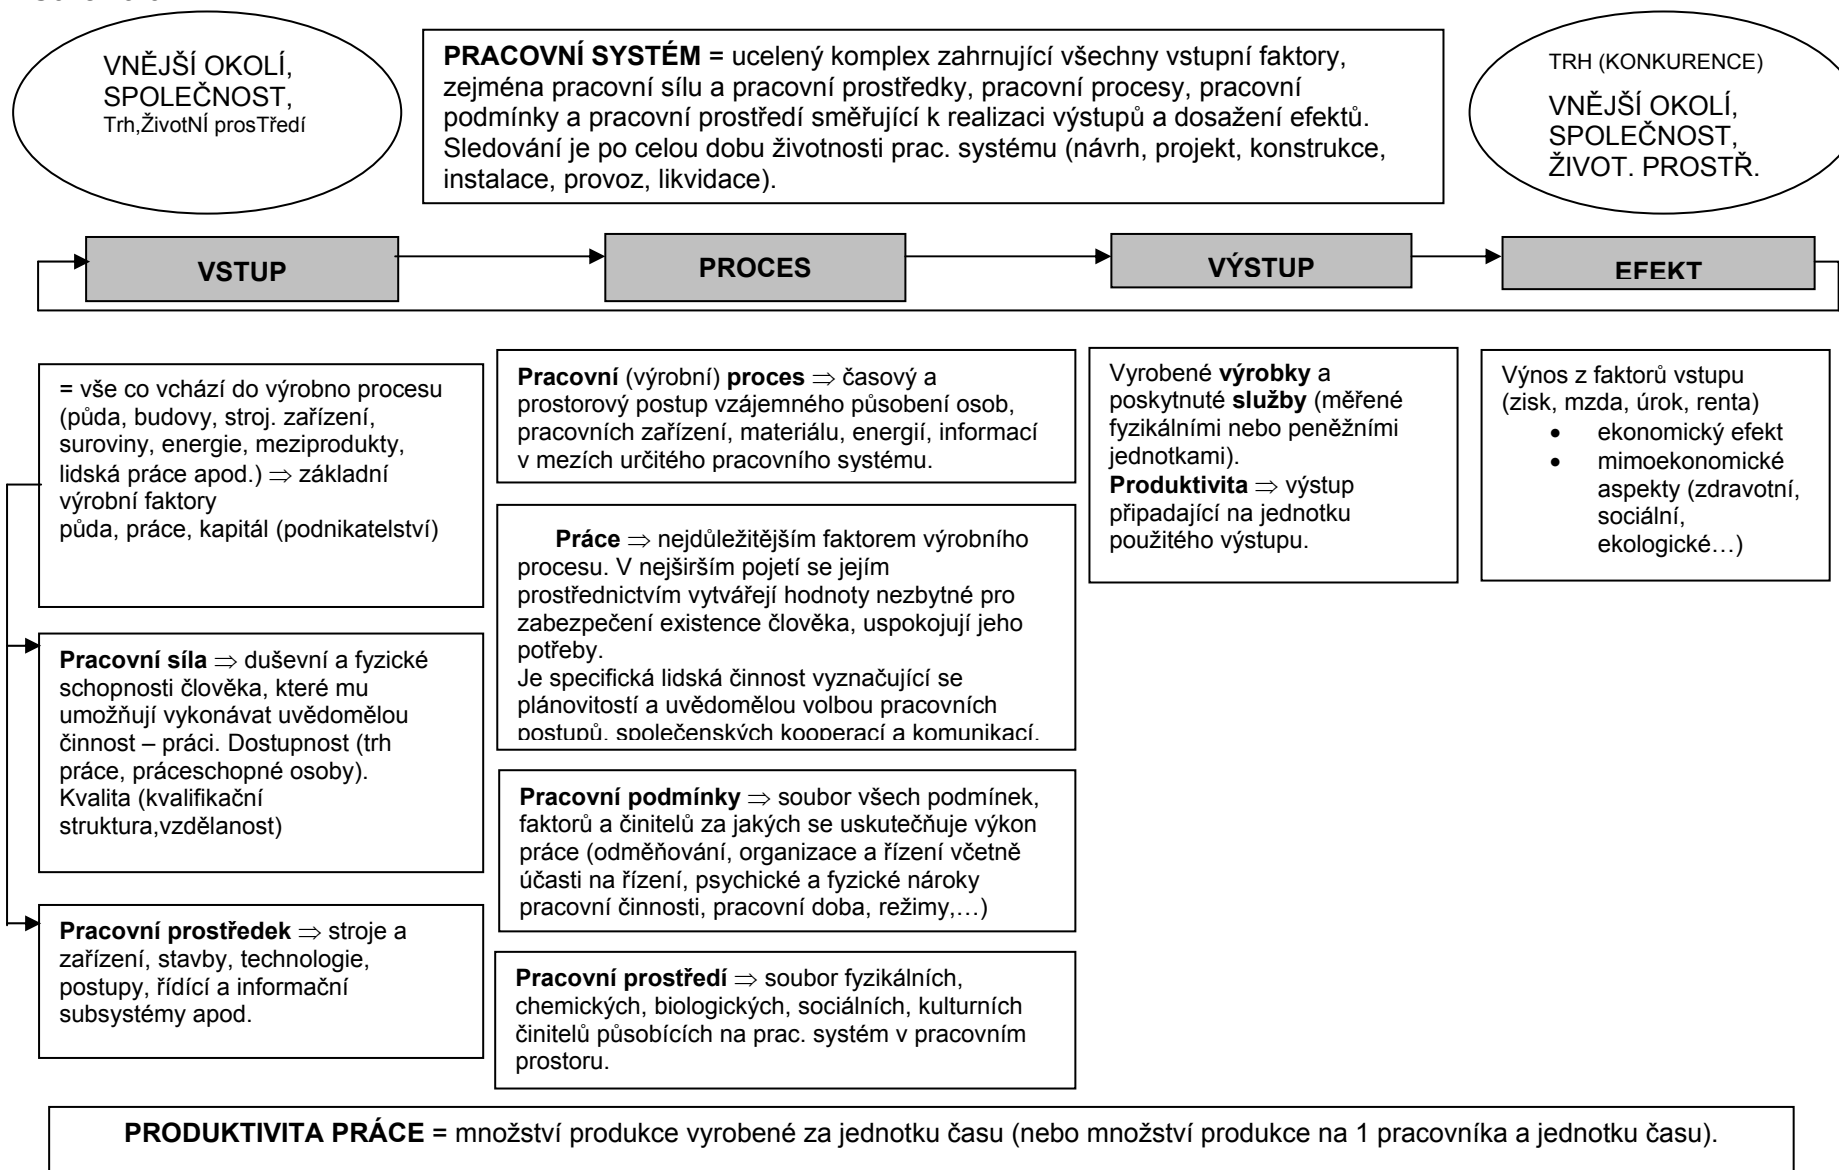 VNĚJŠÍ OKOLÍ,
SPOLEČNOST,
Trh,ŽivotNÍ prosTředí
PRACOVNÍ SYSTÉM = ucelený komplex zahrnující všechny vstupní faktory,
zejména pracovní sílu a pracovní prostředky, pracovní procesy, pracovní
podmínky a pracovní prostředí směřující k realizaci výstupů a dosažení efektů.
Sledování je po celou dobu životnosti prac. systému (návrh, projekt, konstrukce,
instalace, provoz, likvidace).
TRH (KONKURENCE)
VNĚJŠÍ OKOLÍ,
SPOLEČNOST,
ŽIVOT. PROSTŘ.
VSTUP
PROCES
VÝSTUP
EFEKT
= vše co vchází do výrobno procesu
(půda, budovy, stroj. zařízení,
suroviny, energie, meziprodukty,
lidská práce apod.) ⇒ základní
výrobní faktory
půda, práce, kapitál (podnikatelství)
Pracovní síla ⇒ duševní a fyzické
schopnosti člověka, které mu
umožňují vykonávat uvědomělou
činnost – práci. Dostupnost (trh
práce, práceschopné osoby).
Kvalita (kvalifikační
struktura,vzdělanost)
Pracovní prostředek ⇒ stroje a
zařízení, stavby, technologie,
postupy, řídící a informační
subsystémy apod.
Pracovní (výrobní) proces ⇒ časový a
prostorový postup vzájemného působení osob,
pracovních zařízení, materiálu, energií, informací
v mezích určitého pracovního systému.
Práce ⇒ nejdůležitějším faktorem výrobního
procesu. V nejširším pojetí se jejím
prostřednictvím vytvářejí hodnoty nezbytné pro
zabezpečení existence člověka, uspokojují jeho
potřeby.
Je specifická lidská činnost vyznačující se
plánovitostí a uvědomělou volbou pracovních
postupů, společenských kooperací a komunikací.
Pracovní podmínky ⇒ soubor všech podmínek,
faktorů a činitelů za jakých se uskutečňuje výkon
práce (odměňování, organizace a řízení včetně
účasti na řízení, psychické a fyzické nároky
pracovní činnosti, pracovní doba, režimy,…)
Pracovní prostředí ⇒ soubor fyzikálních,
chemických, biologických, sociálních, kulturních
činitelů působících na prac. systém v pracovním
prostoru.
Vyrobené výrobky a
poskytnuté služby (měřené
fyzikálními nebo peněžními
jednotkami).
Produktivita ⇒ výstup
připadající na jednotku
použitého výstupu.
Výnos z faktorů vstupu
(zisk, mzda, úrok, renta)
• ekonomický efekt
• mimoekonomické
aspekty (zdravotní,
sociální,
ekologické…)
PRODUKTIVITA PRÁCE = množství produkce vyrobené za jednotku času (nebo množství produkce na 1 pracovníka a jednotku času).